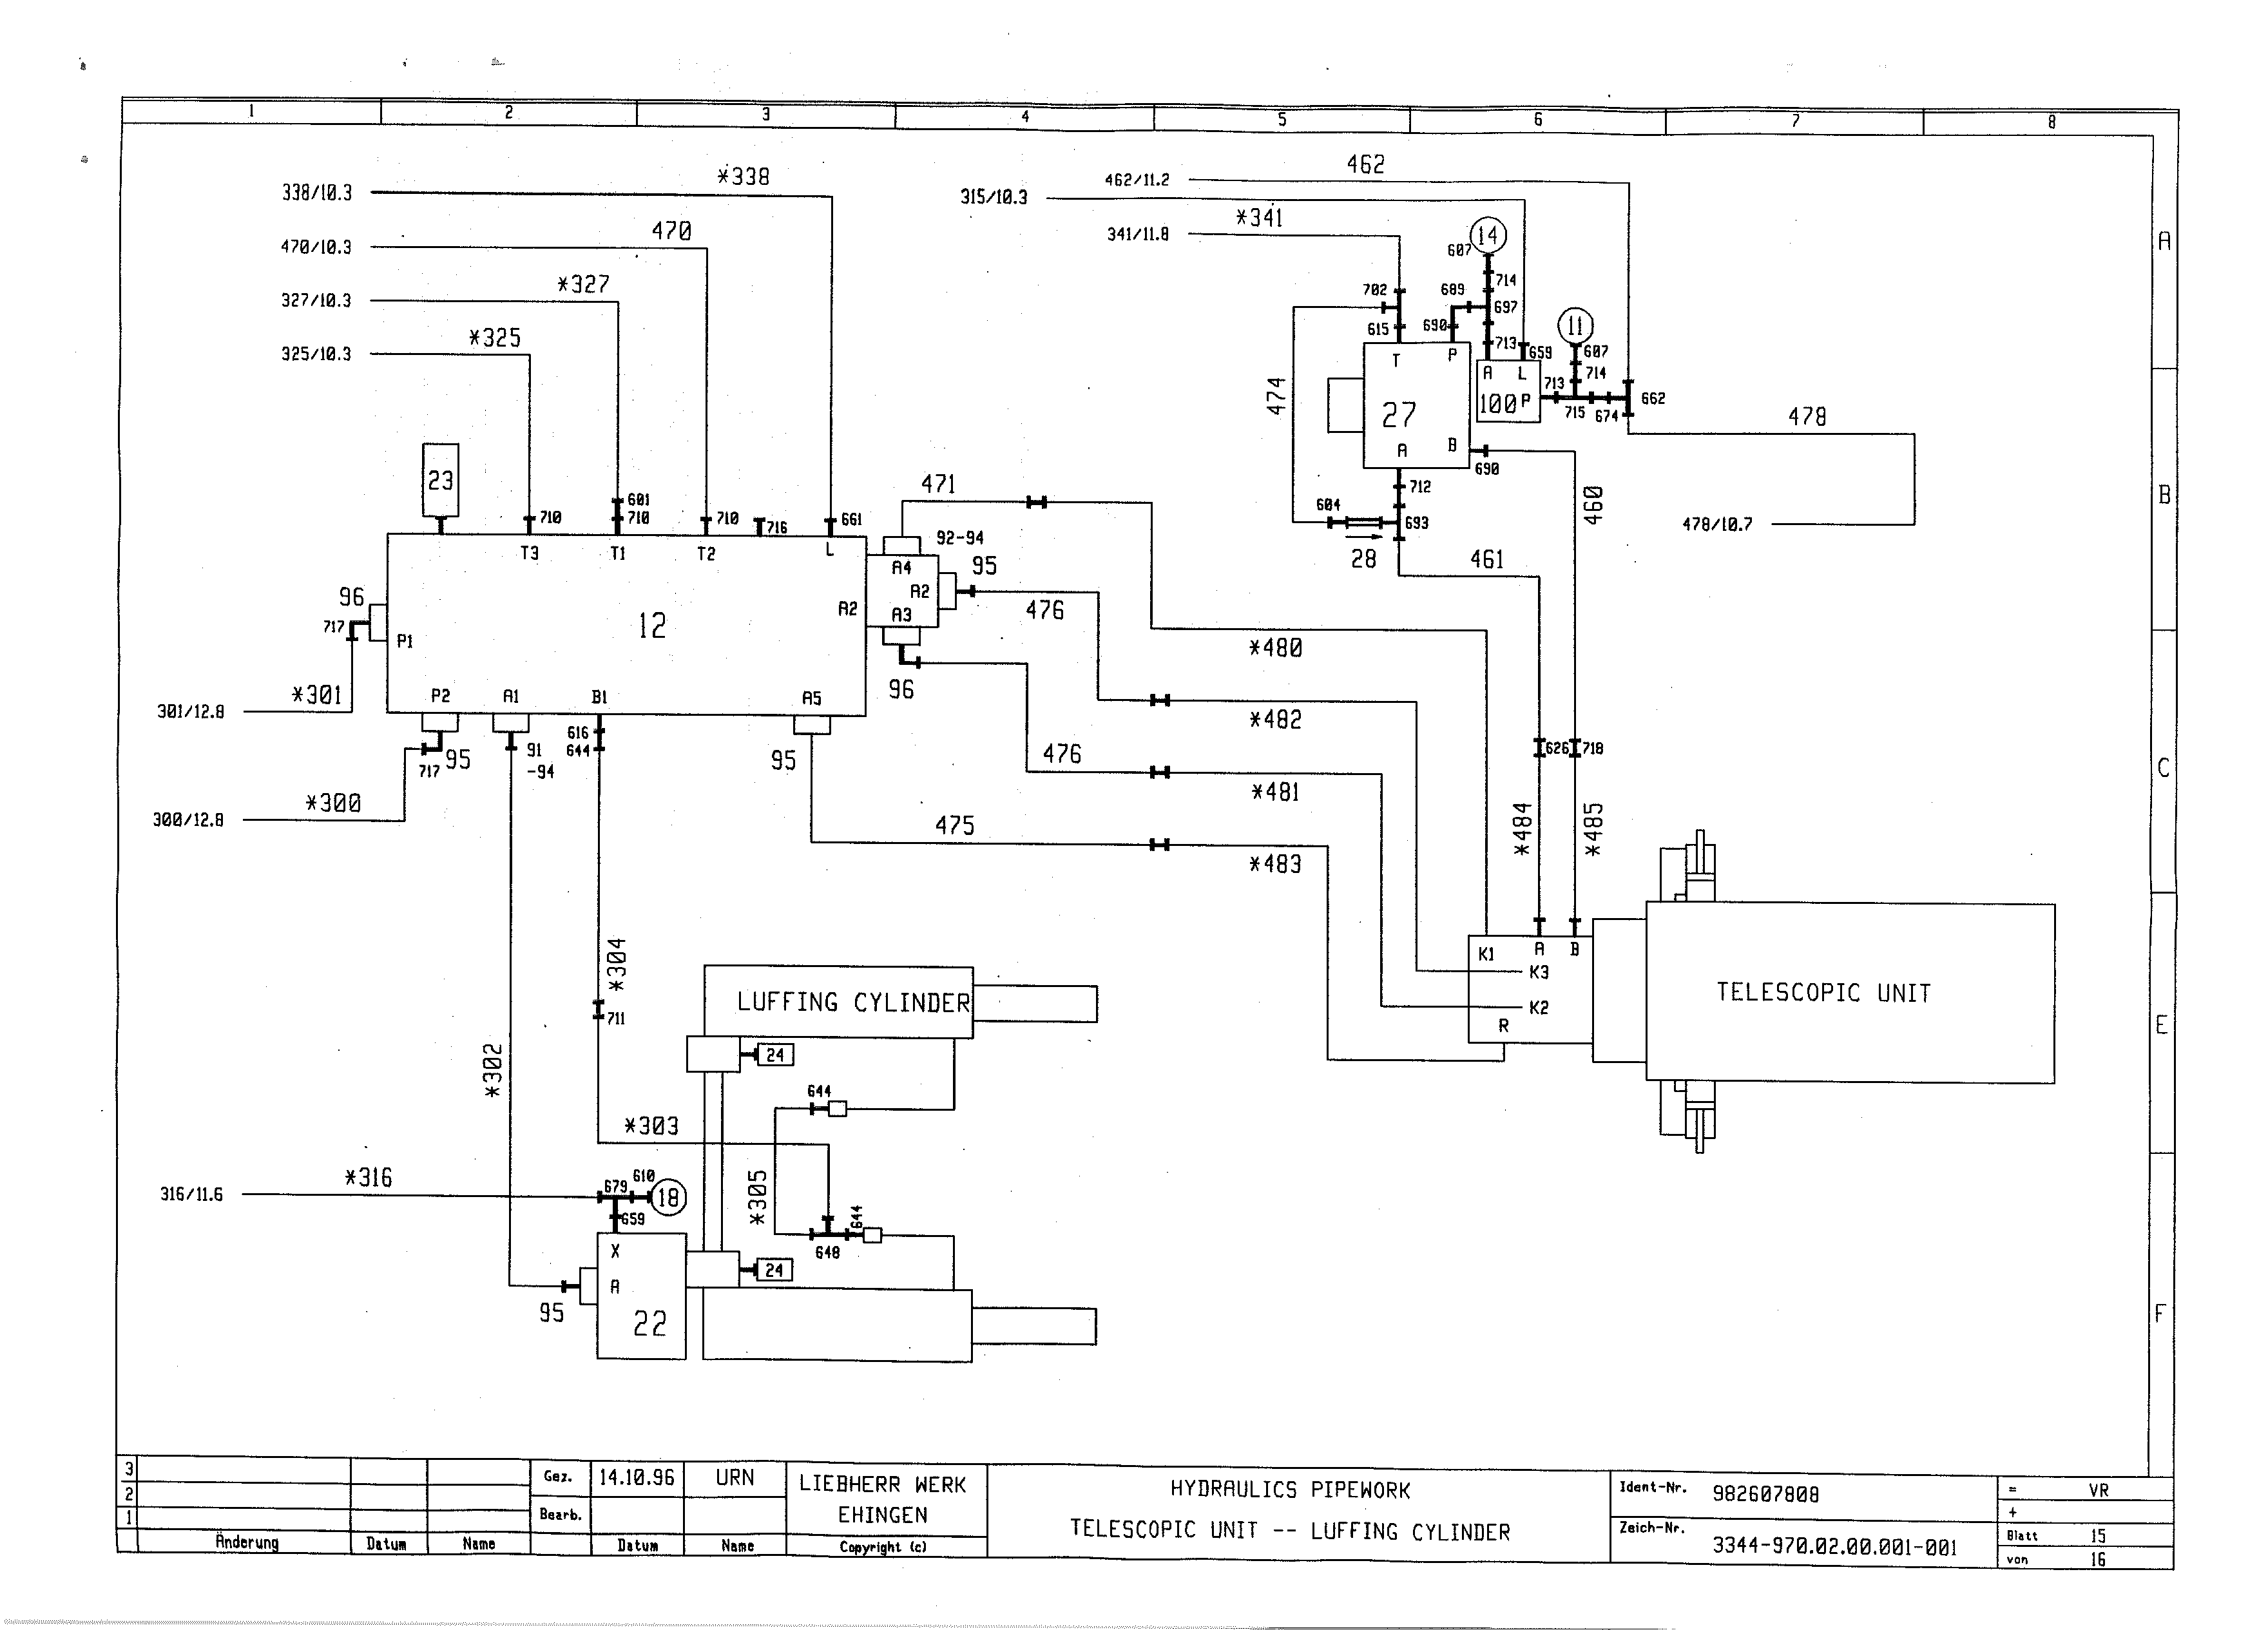 1 2 3 4 5 6 7 8
A
B
C
E
F
338/10.3
*338
470/10.3
470
327/10.3
*327
325/10.3
*325
462/11.2
462
315/10.3
341/11.8
*341
14
607
714
702
689
697
615
690
713
659
11
607
714
713
715
674
662
T
P
A
L
27
100
P
A
B
690
474
478
478/10.7
460
712
604
693
28
461
23
710
601
710
710
716
661
T3
T1
T2
L
471
92-94
A4
95
A2
A2
A3
476
96
717
P1
12
96
*480
*301
301/12.8
P2
A1
B1
A5
*482
717
95
91
-94
616
644
95
476
626
718
*300
300/12.8
*481
475
*483
*484
*485
*304
711
*302
LUFFING CYLINDER
24
644
*303
K1
A
B
K3
K2
R
TELESCOPIC UNIT
*316
316/11.6
679
610
18
659
*305
644
648
X
A
24
95
22
3
2
1
Änderung
Datum
Name
Gez.
14.10.96
URN
Bearb.
Datum
Name
LIEBHERR WERK
EHINGEN
Copyright (c)
HYDRAULICS PIPEWORK
TELESCOPIC UNIT -- LUFFING CYLINDER
Ident-Nr. 982607808
Zeich-Nr. 3344-970.02.00.001-001
= VR
+
Blatt 15
von 16